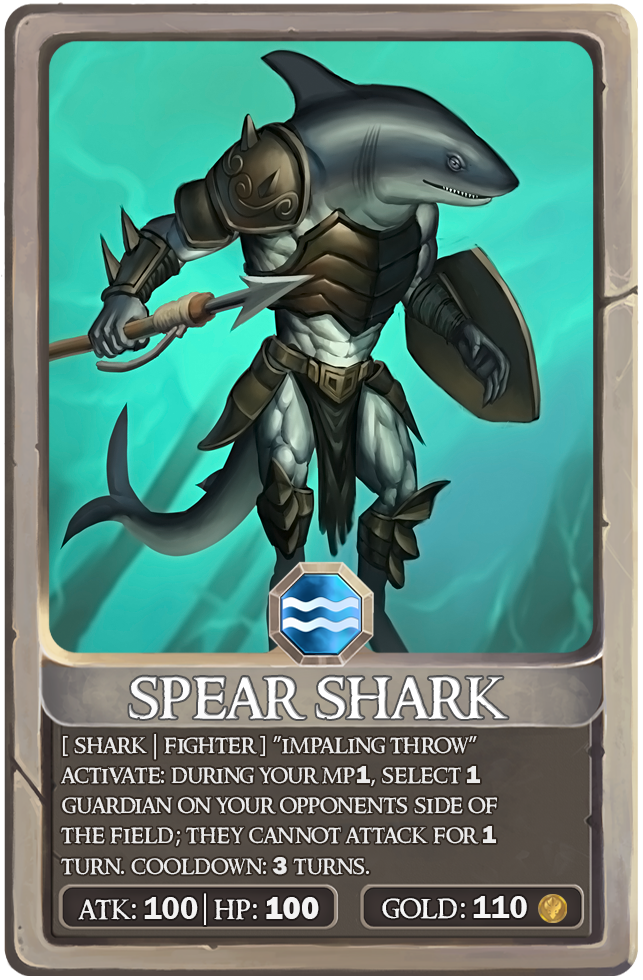 SPEAR SHARK
[ SHARK | FIGHTER ] "IMPALING THROW"
ACTIVATE: DURING YOUR MP1, SELECT 1
GUARDIAN ON YOUR OPPONENTS SIDE OF
THE FIELD; THEY CANNOT ATTACK FOR 1
TURN. COOLDOWN: 3 TURNS.
ATK: 100 | HP: 100 GOLD: 110